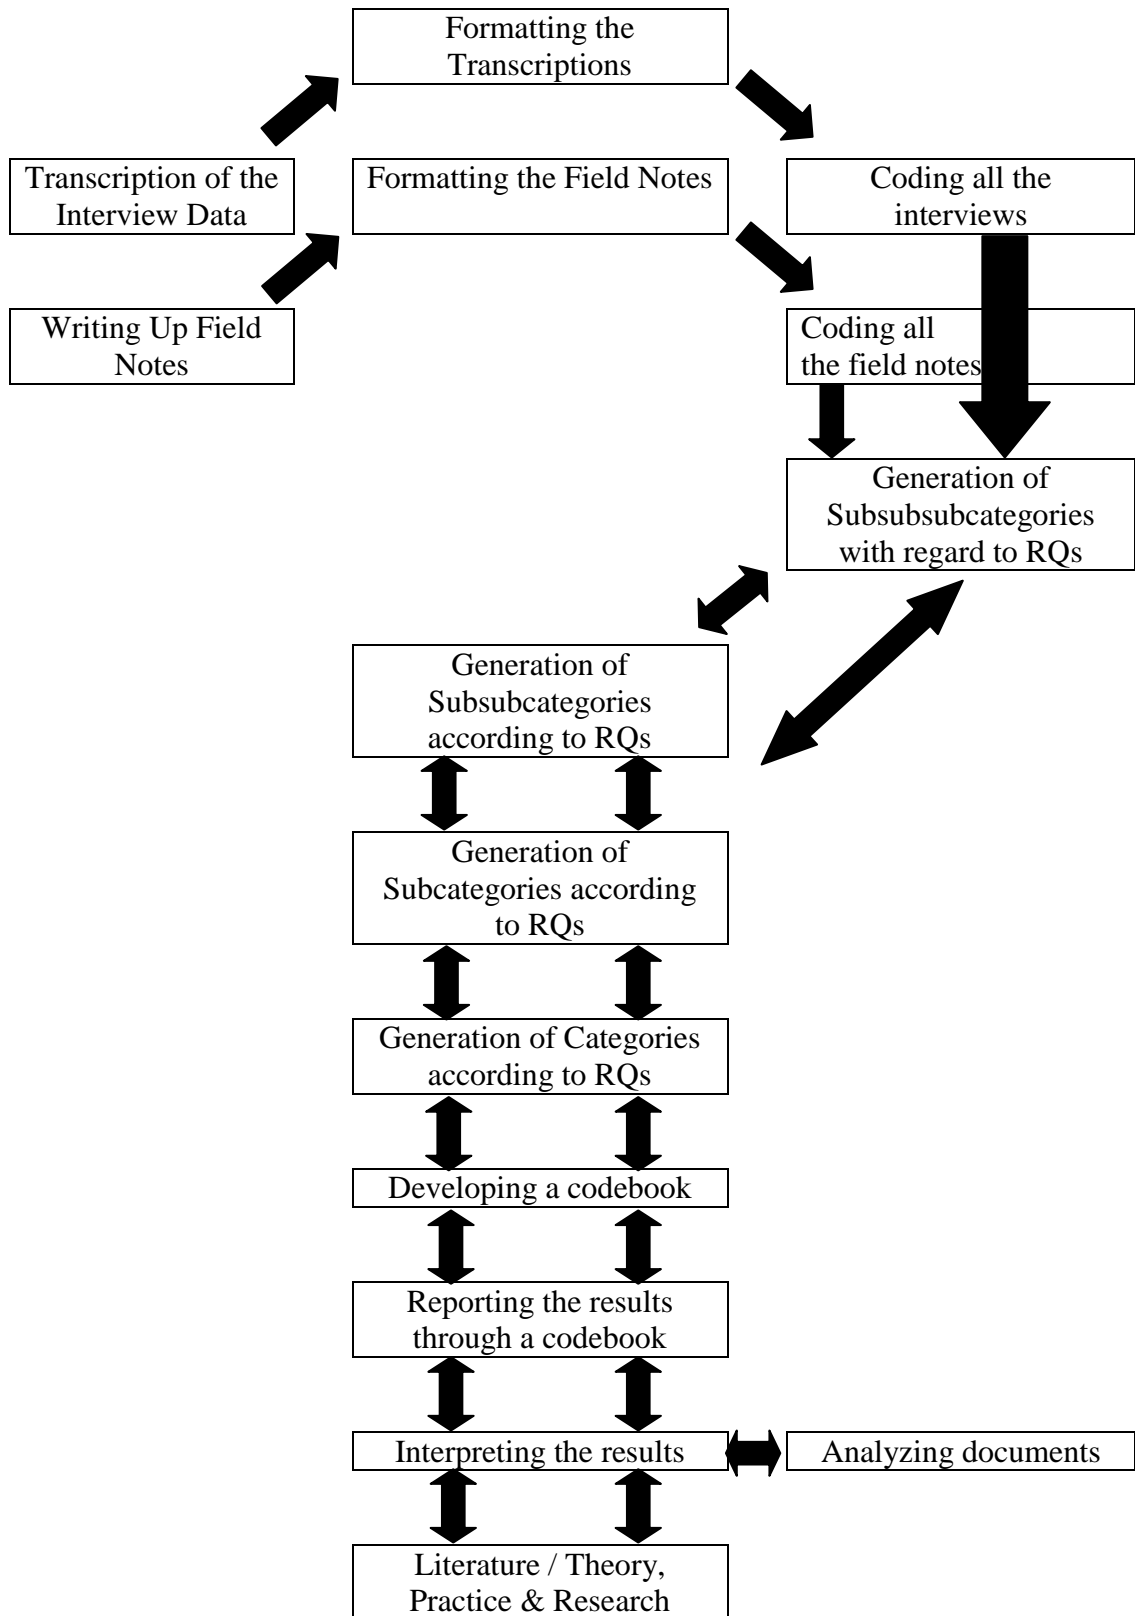 Formatting the
Transcriptions
Transcription of the
Interview Data
Formatting the Field Notes
Coding all the
interviews
Writing Up Field
Notes
Coding all
the field notes
Generation of
Subsubsubcategories
with regard to RQs
Generation of
Subsubcategories
according to RQs
Generation of
Subcategories according
to RQs
Generation of Categories
according to RQs
Developing a codebook
Reporting the results
through a codebook
Interpreting the results
Analyzing documents
Literature / Theory,
Practice & Research